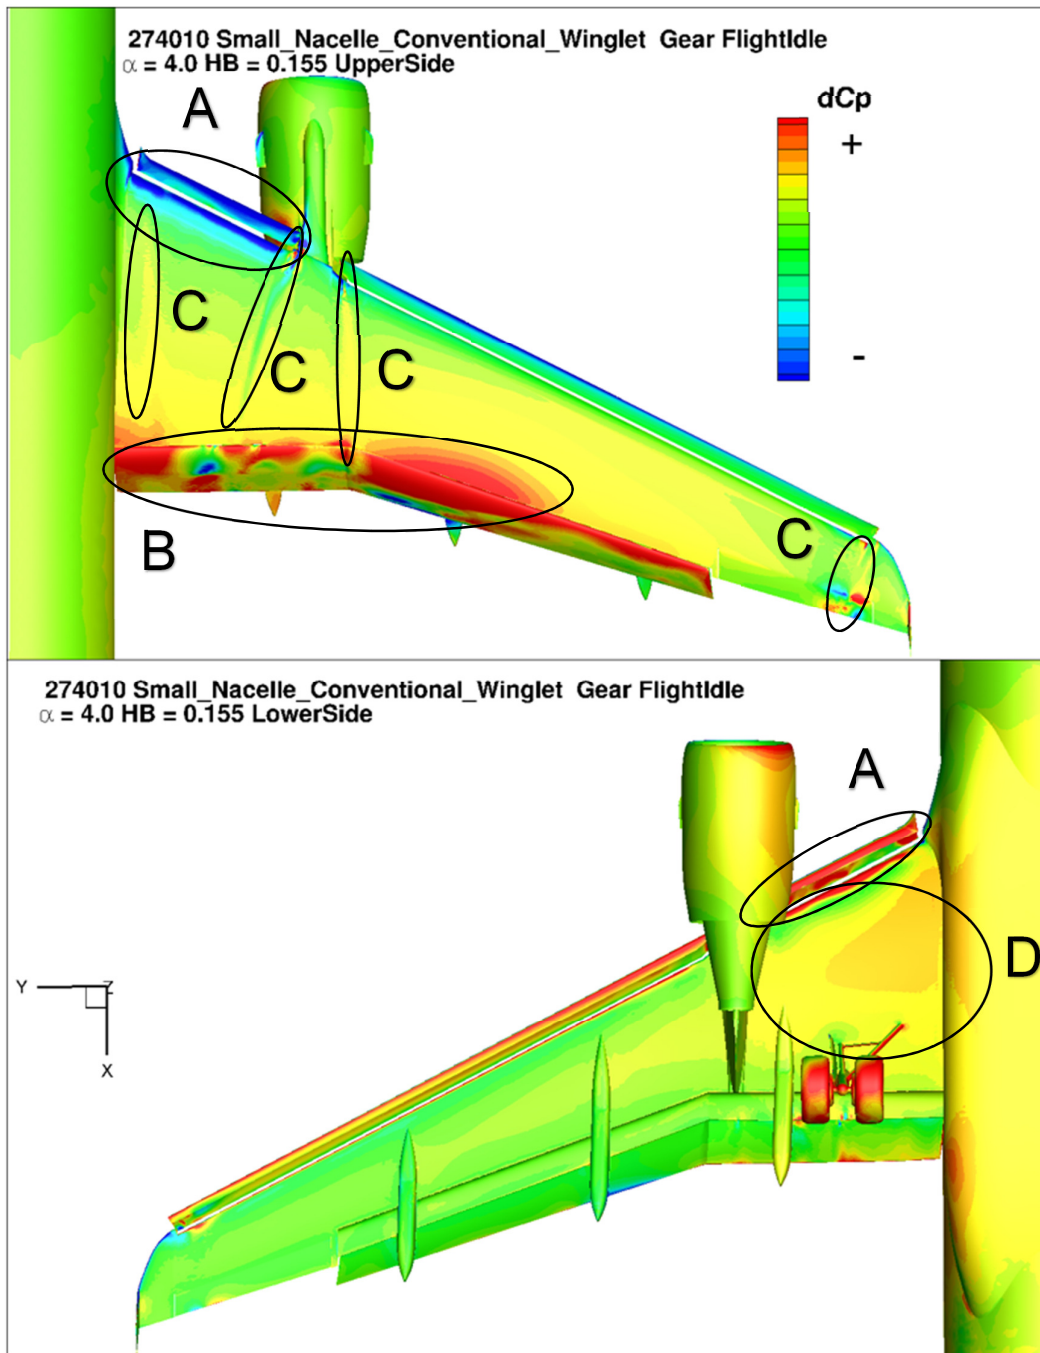 274010 Small_Nacelle_Conventional_Winglet Gear FlightIdle
α = 4.0 HB = 0.155 UpperSide
dCp
+
-
A
C
C
C
C
B
274010 Small_Nacelle_Conventional_Winglet Gear FlightIdle
α = 4.0 HB = 0.155 LowerSide
A
D
Y
Z
X